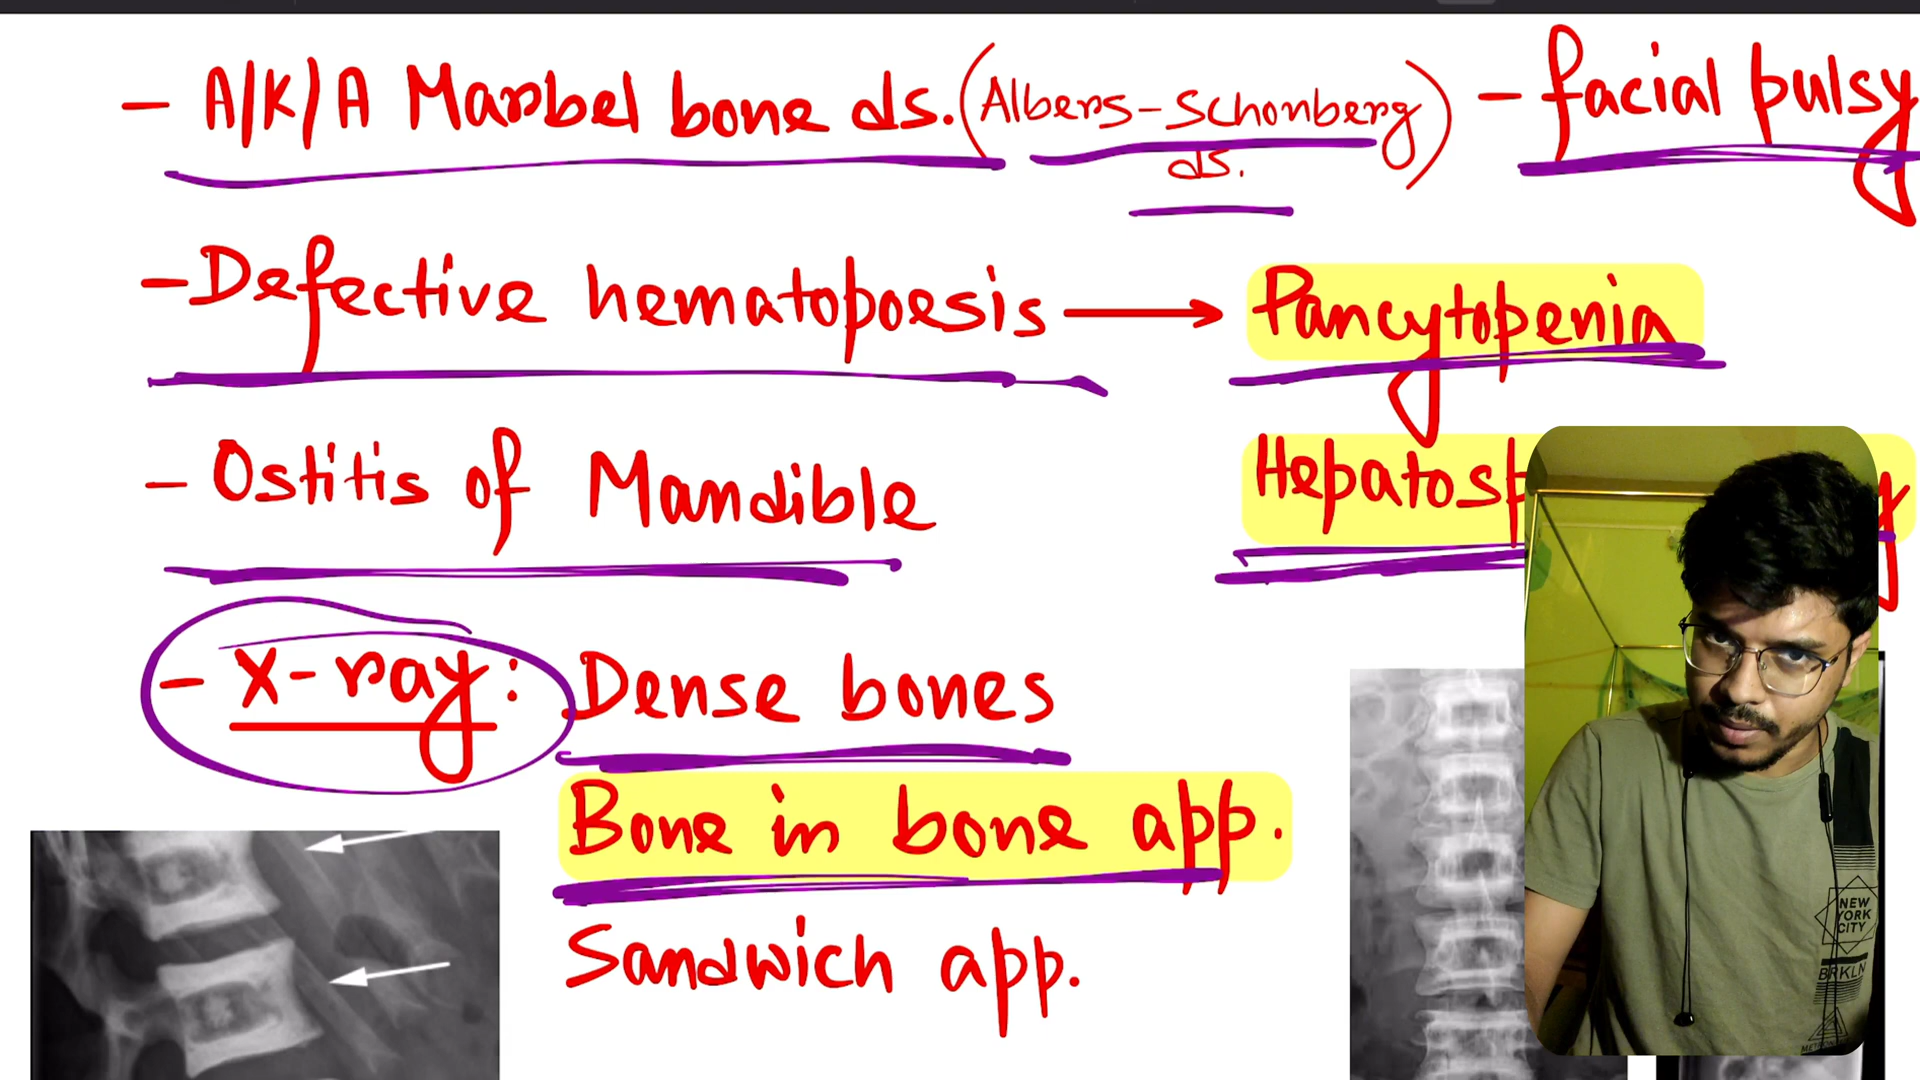 - A/K/A Marbel bone ds. (Albers-Schonberg ds.)
- facial pulsy
- Defective hematopoesis → Pancytopenia
- Ostitis of Mandible
Hepatosp
- X-ray: Dense bones
Bone in bone app.
Sandwich app.
NEW
YORK
CITY
BRKLN